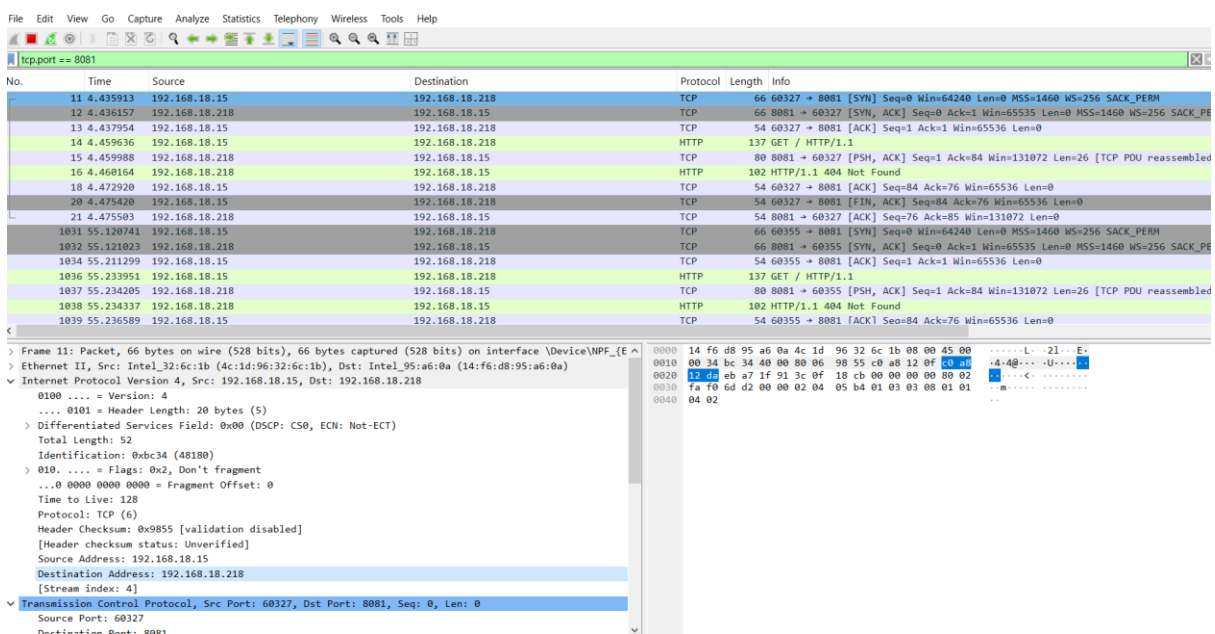 File Edit View Go Capture Analyze Statistics Telephony Wireless Tools Help
tcp.port == 8081
No. Time Source Destination Protocol Length Info
11 4.435913 192.168.18.15 192.168.18.218 TCP 66 60327 → 8081 [SYN] Seq=0 Win=64240 Len=0 MSS=1460 WS=256 SACK_PERM
12 4.436157 192.168.18.218 192.168.18.15 TCP 66 8081 → 60327 [SYN, ACK] Seq=0 Ack=1 Win=65535 Len=0 MSS=1460 WS=256 SACK_PE
13 4.437954 192.168.18.15 192.168.18.218 TCP 54 60327 → 8081 [ACK] Seq=1 Ack=1 Win=65536 Len=0
14 4.459636 192.168.18.15 192.168.18.218 HTTP 137 GET / HTTP/1.1
15 4.459988 192.168.18.218 192.168.18.15 TCP 80 8081 → 60327 [PSH, ACK] Seq=1 Ack=84 Win=131072 Len=26 [TCP PDU reassembled
16 4.460164 192.168.18.218 192.168.18.15 HTTP 102 HTTP/1.1 404 Not Found
18 4.472920 192.168.18.15 192.168.18.218 TCP 54 60327 → 8081 [ACK] Seq=84 Ack=76 Win=65536 Len=0
20 4.475420 192.168.18.15 192.168.18.218 TCP 54 60327 → 8081 [FIN, ACK] Seq=84 Ack=76 Win=65536 Len=0
21 4.475503 192.168.18.218 192.168.18.15 TCP 54 8081 → 60327 [ACK] Seq=76 Ack=85 Win=131072 Len=0
1031 55.120741 192.168.18.15 192.168.18.218 TCP 66 60355 → 8081 [SYN] Seq=0 Win=64240 Len=0 MSS=1460 WS=256 SACK_PERM
1032 55.121023 192.168.18.218 192.168.18.15 TCP 66 8081 → 60355 [SYN, ACK] Seq=0 Ack=1 Win=65535 Len=0 MSS=1460 WS=256 SACK_PE
1034 55.211299 192.168.18.15 192.168.18.218 TCP 54 60355 → 8081 [ACK] Seq=1 Ack=1 Win=65536 Len=0
1036 55.233951 192.168.18.15 192.168.18.218 HTTP 137 GET / HTTP/1.1
1037 55.234205 192.168.18.218 192.168.18.15 TCP 80 8081 → 60355 [PSH, ACK] Seq=1 Ack=84 Win=131072 Len=26 [TCP PDU reassembled
1038 55.234337 192.168.18.218 192.168.18.15 HTTP 102 HTTP/1.1 404 Not Found
1039 55.236589 192.168.18.15 192.168.18.218 TCP 54 60355 → 8081 [ACK] Seq=84 Ack=76 Win=65536 Len=0
Frame 11: Packet, 66 bytes on wire (528 bits), 66 bytes captured (528 bits) on interface \Device\NPF_{E
Ethernet II, Src: Intel_32:6c:1b (4c:1d:96:32:6c:1b), Dst: Intel_95:a6:0a (14:f6:d8:95:a6:0a)
Internet Protocol Version 4, Src: 192.168.18.15, Dst: 192.168.18.218
0100 .... = Version: 4
.... 0101 = Header Length: 20 bytes (5)
Differentiated Services Field: 0x00 (DSCP: CS0, ECN: Not-ECT)
Total Length: 52
Identification: 0xbc34 (48180)
010. .... = Flags: 0x2, Don't fragment
...0 0000 0000 0000 = Fragment Offset: 0
Time to Live: 128
Protocol: TCP (6)
Header Checksum: 0x9855 [validation disabled]
[Header checksum status: Unverified]
Source Address: 192.168.18.15
Destination Address: 192.168.18.218
[Stream index: 4]
Transmission Control Protocol, Src Port: 60327, Dst Port: 8081, Seq: 0, Len: 0
Source Port: 60327
Destination Port: 8081
0000 14 f6 d8 95 a6 0a 4c 1d 96 32 6c 1b 08 00 45 00 ······L· ·2l···E·
0010 00 34 bc 34 40 00 80 06 98 55 c0 a8 12 0f c0 a8 ·4·4@··· ·U······
0020 12 da eb a7 1f 91 3c 0f 18 cb 00 00 00 00 80 02 ······<· ········
0030 fa f0 6d d2 00 00 02 04 05 b4 01 03 03 08 01 01 ··m····· ········
0040 04 02 ··